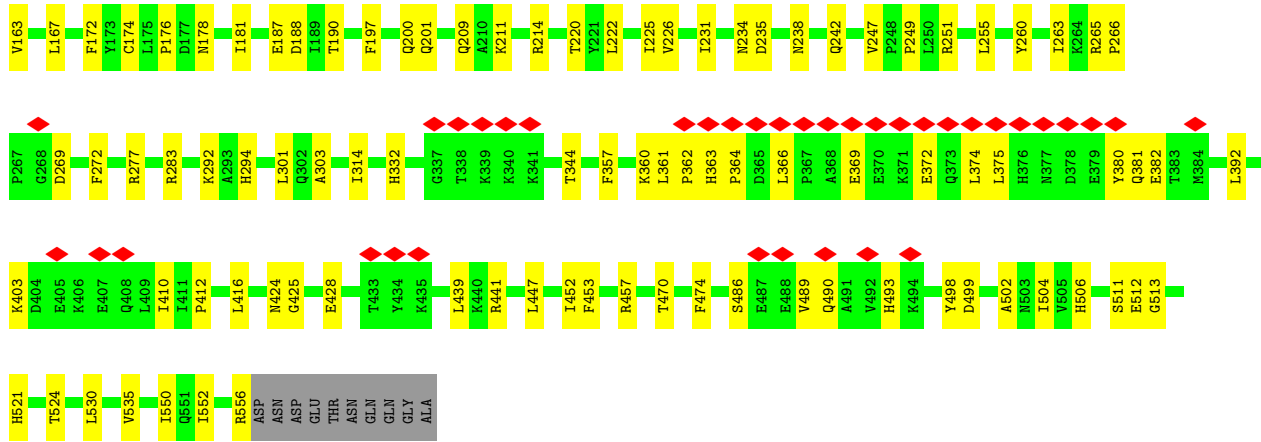 V163 L167 F172 Y173 C174 L175 P176 D177 N178 I181 E187 D188 I189 T190 F197 Q200 Q201 Q209 A210 K211 R214 T220 Y221 L222 I225 V226 I231 N234 D235 N238 Q242 V247 P248 P249 L250 R251 L255 Y260 I263 K264 R265 P266
P267 G268 D269 F272 R277 R283 K292 A293 H294 L301 Q302 A303 I314 H332 G337 T338 K339 K340 K341 T344 F357 K360 L361 P362 H363 P364 D365 L366 P367 A368 E369 E370 K371 E372 Q373 L374 L375 H376 N377 D378 E379 Y380 Q381 E382 T383 M384 L392
K403 D404 E405 K406 E407 Q408 L409 I410 I411 P412 L416 N424 G425 E428 T433 Y434 K435 L439 K440 R441 L447 I452 F453 R457 T470 F474 S486 E487 E488 V489 Q490 A491 V492 H493 K494 Y498 D499 A502 N503 I504 V505 H506 S511 E512 G513
H521 T524 L530 V535 I550 Q551 I552 R556 ASP ASN ASP GLU THR ASN GLN GLN GLY ALA